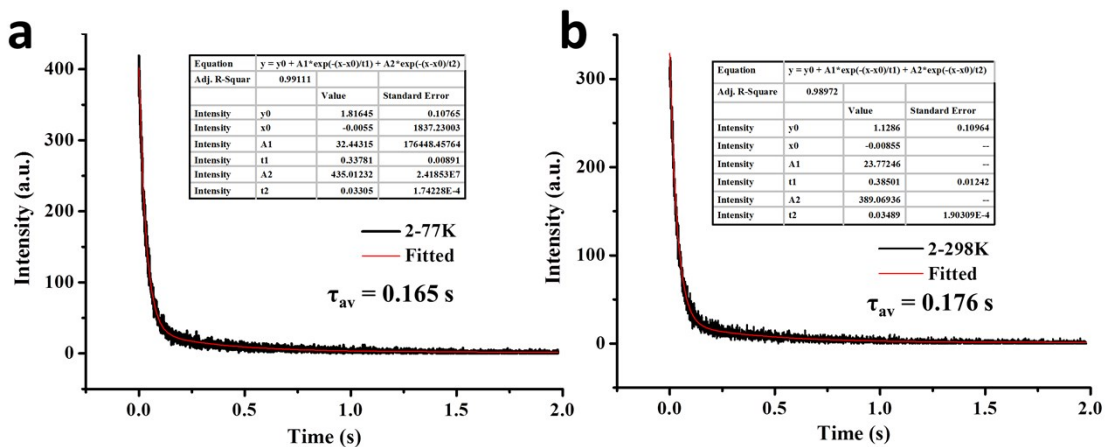 a
Equation y = y0 + A1*exp(-(x-x0)/t1) + A2*exp(-(x-x0)/t2)
Adj. R-Squar 0.99111
Value Standard Error
Intensity y0 1.81645 0.10765
Intensity x0 -0.0055 1837.23003
Intensity A1 32.44315 176448.45764
Intensity t1 0.33781 0.00891
Intensity A2 435.01232 2.41853E7
Intensity t2 0.03305 1.74228E-4
2-77K
Fitted
τav = 0.165 s
Intensity (a.u.)
400
300
200
100
0
0.0 0.5 1.0 1.5 2.0
Time (s)
b
Equation y = y0 + A1*exp(-(x-x0)/t1) + A2*exp(-(x-x0)/t2)
Adj. R-Square 0.98972
Value Standard Error
Intensity y0 1.1286 0.10964
Intensity x0 -0.00855 --
Intensity A1 23.77246 --
Intensity t1 0.38501 0.01242
Intensity A2 389.06936 --
Intensity t2 0.03489 1.90309E-4
2-298K
Fitted
τav = 0.176 s
Intensity (a.u.)
300
200
100
0
0.0 0.5 1.0 1.5 2.0
Time (s)